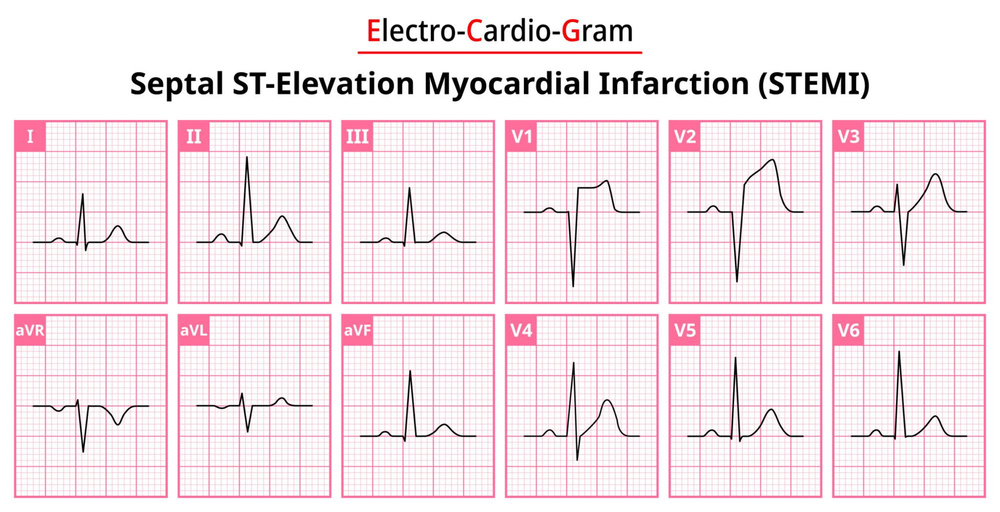 Electro-Cardio-Gram
Septal ST-Elevation Myocardial Infarction (STEMI)
I
II
III
V1
V2
V3
aVR
aVL
aVF
V4
V5
V6